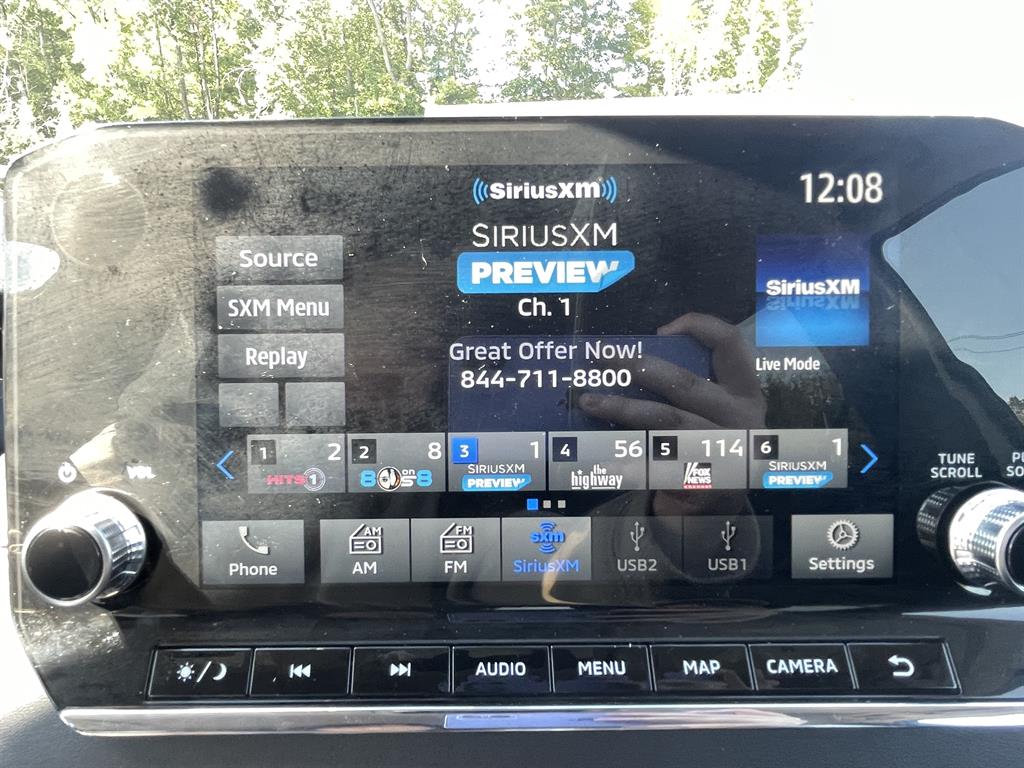 SiriusXM
12:08
SIRIUSXM
PREVIEW
Ch. 1
Source
SXM Menu
Replay
SiriusXM
Live Mode
Great Offer Now!
844-711-8800
1 2
HITS 1
2 8
80s on 8
3 1
SIRIUSXM
PREVIEW
4 56
the
highway
5 114
FOX
NEWS
6 1
SIRIUSXM
PREVIEW
VOL
TUNE
SCROLL
Phone
AM
AM
FM
FM
sxm
SiriusXM
USB2
USB1
Settings
AUDIO
MENU
MAP
CAMERA